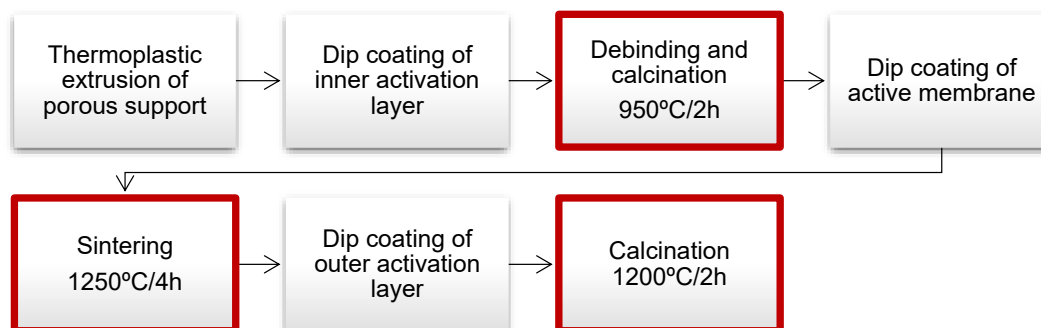 Thermoplastic
extrusion of
porous support
Dip coating of
inner activation
layer
Debinding and
calcination
950ºC/2h
Dip coating of
active membrane
Sintering
1250ºC/4h
Dip coating of
outer activation
layer
Calcination
1200ºC/2h